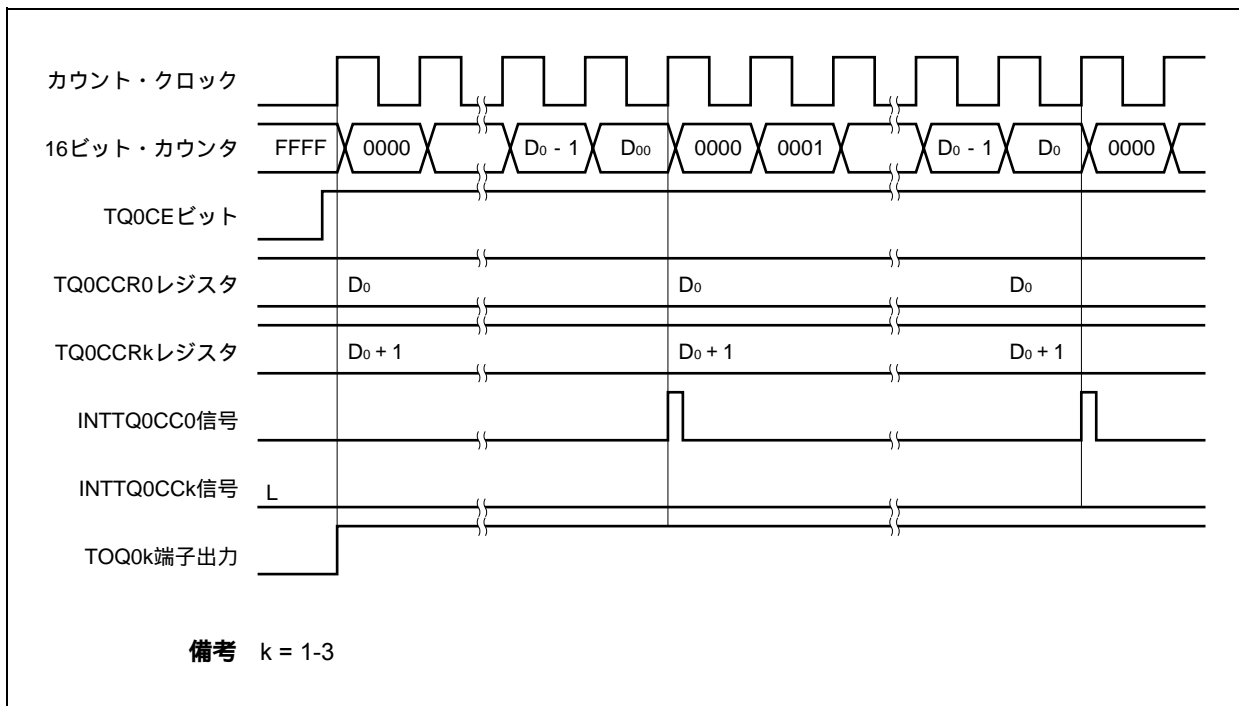 カウント・クロック
16ビット・カウンタ FFFF 0000 D0 - 1 D00 0000 0001 D0 - 1 D0 0000
TQ0CEビット
TQ0CCR0レジスタ D0 D0 D0
TQ0CCRkレジスタ D0 + 1 D0 + 1 D0 + 1
INTTQ0CC0信号
INTTQ0CCk信号 L
TOQ0k端子出力
備考 k = 1-3